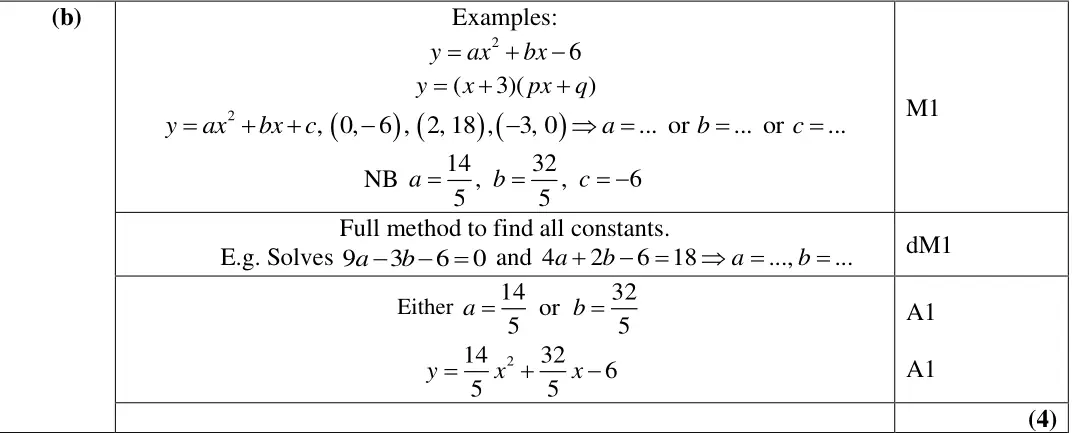 (b)
Examples:
y = ax² + bx − 6
y = (x + 3)(px + q)
y = ax² + bx + c, (0, − 6), (2, 18), (−3, 0) ⇒ a = ... or b = ... or c = ...
NB a = 14/5, b = 32/5, c = −6
M1
Full method to find all constants.
E.g. Solves 9a − 3b − 6 = 0 and 4a + 2b − 6 = 18 ⇒ a = ..., b = ...
dM1
Either a = 14/5 or b = 32/5
A1
y = 14/5 x² + 32/5 x − 6
A1
(4)